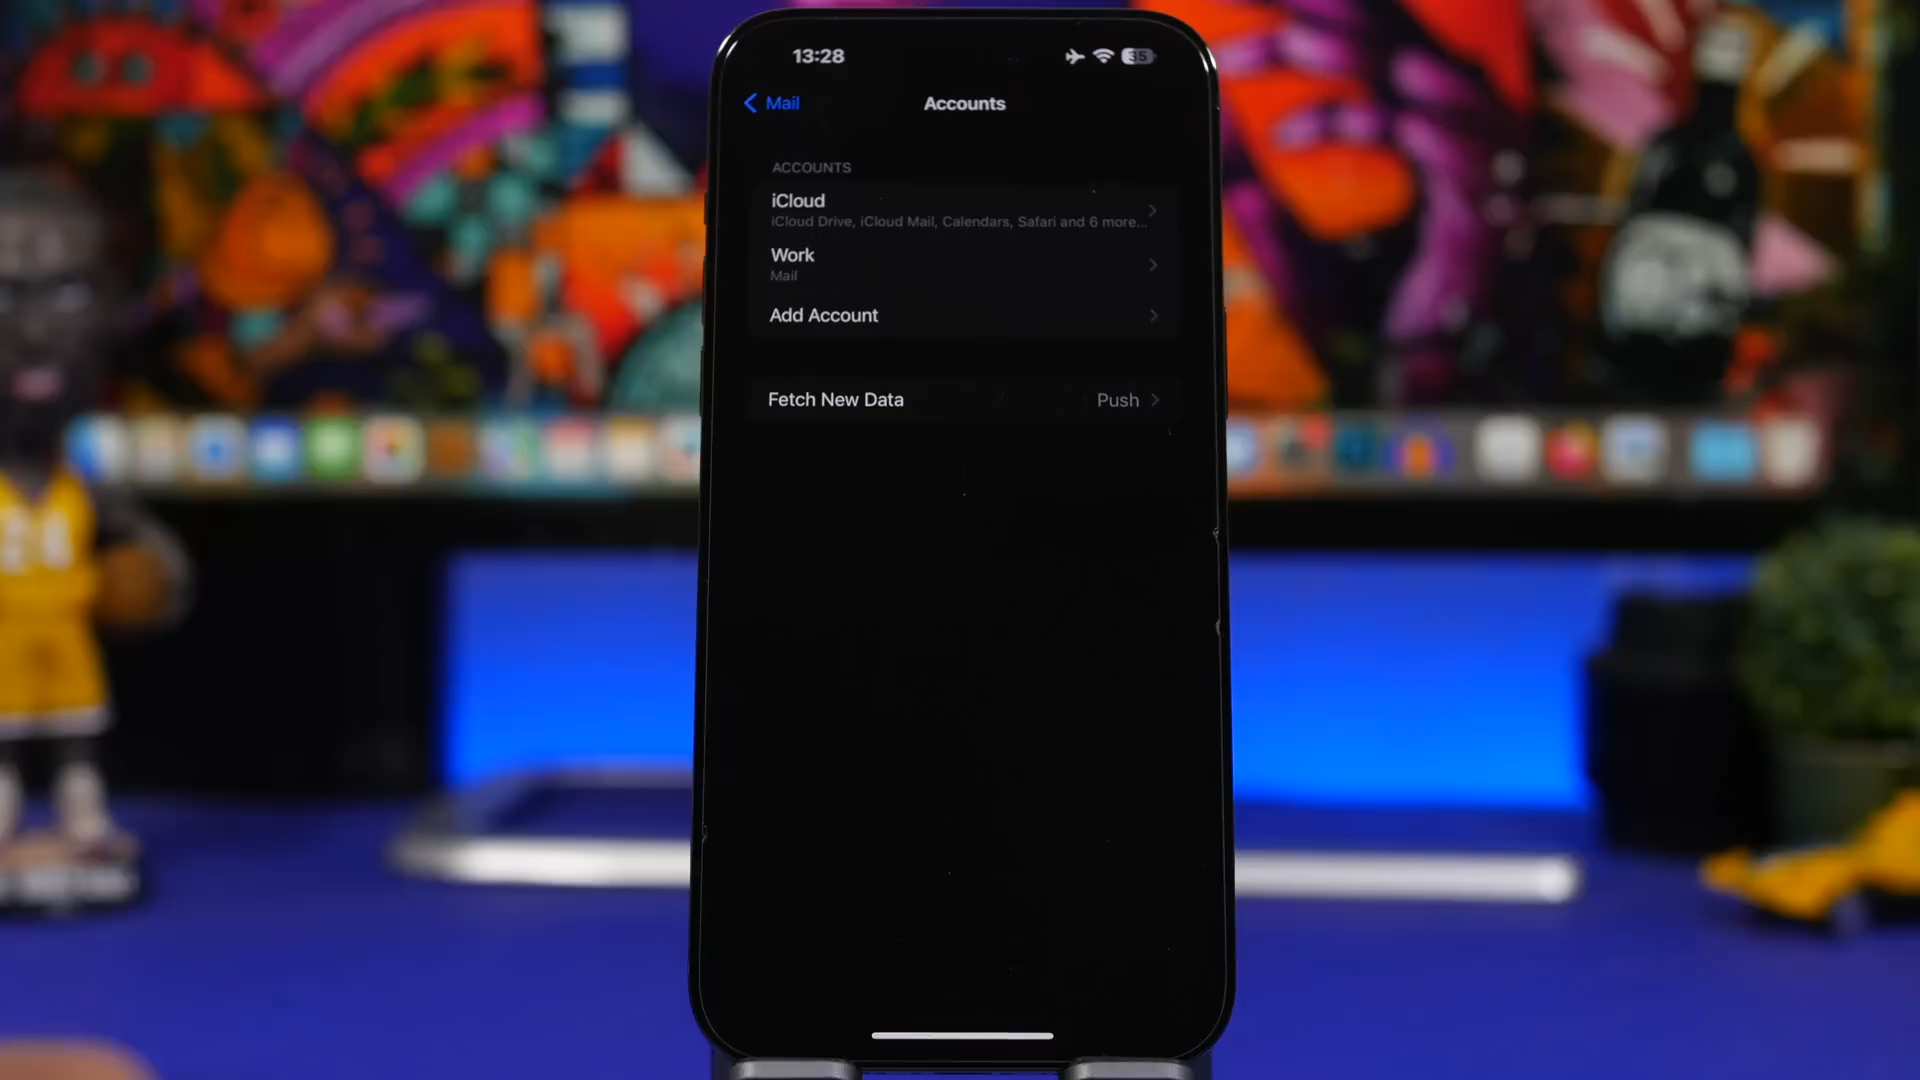 13:28
35
Mail
Accounts
ACCOUNTS
iCloud
iCloud Drive, iCloud Mail, Calendars, Safari and 6 more...
Work
Mail
Add Account
Fetch New Data
Push
24